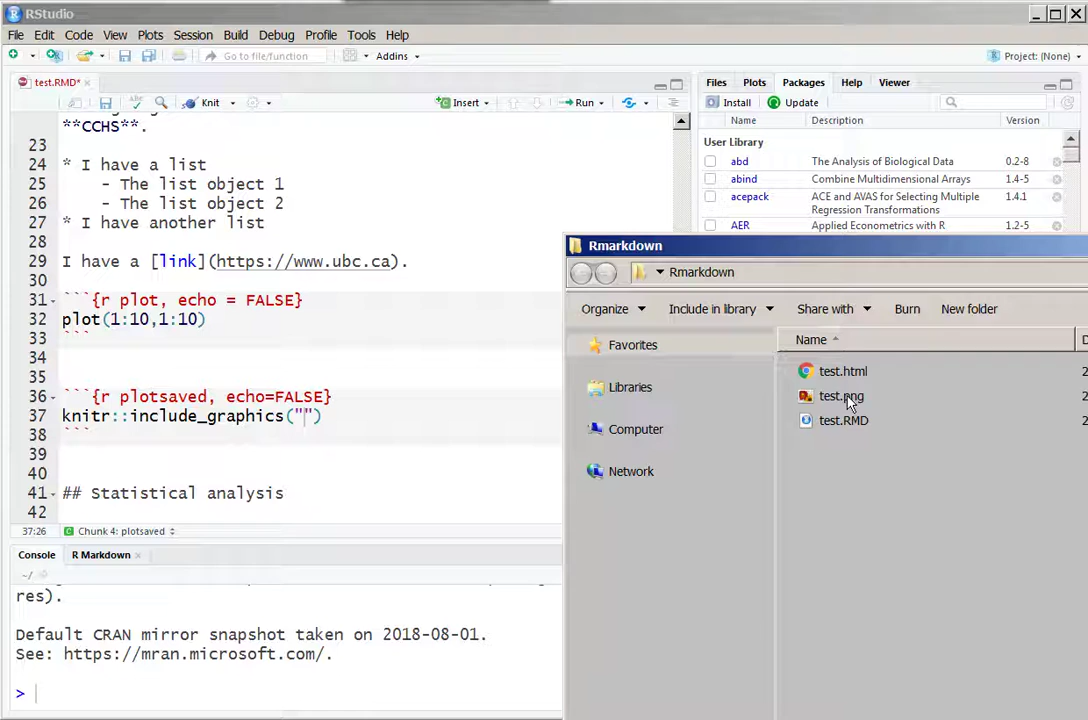 RStudio
File Edit Code View Plots Session Build Debug Profile Tools Help
Go to file/function Addins Project: (None)
test.RMD*
Knit Insert Run
**CCHS**.
23
24 * I have a list
25 - The list object 1
26 - The list object 2
27 * I have another list
28
29 I have a [link](https://www.ubc.ca).
30
31 ```{r plot, echo = FALSE}
32 plot(1:10,1:10)
33 ```
34
35
36 ```{r plotsaved, echo=FALSE}
37 knitr::include_graphics("")
38 ```
39
40
41 ## Statistical analysis
42
37:26 Chunk 4: plotsaved
Console R Markdown
~/
res).
Default CRAN mirror snapshot taken on 2018-08-01.
See: https://mran.microsoft.com/.
>
Files Plots Packages Help Viewer
Install Update
Name Description Version
User Library
abd The Analysis of Biological Data 0.2-8
abind Combine Multidimensional Arrays 1.4-5
acepack ACE and AVAS for Selecting Multiple 1.4.1
Regression Transformations
AER Applied Econometrics with R 1.2-5
Rmarkdown
Rmarkdown
Organize Include in library Share with Burn New folder
Name
Favorites
Libraries
Computer
Network
test.html 2
test.png 2
test.RMD 2